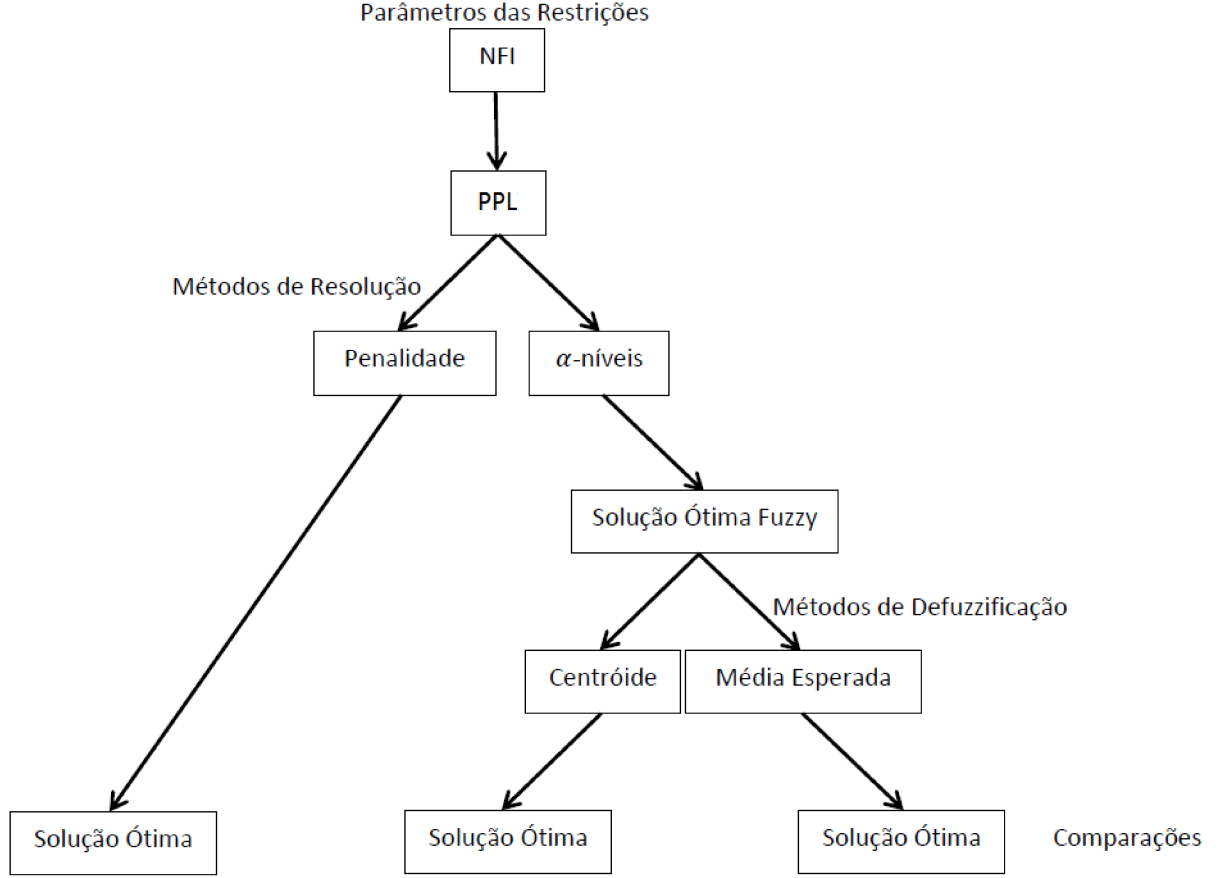 Parâmetros das Restrições
NFI
PPL
Métodos de Resolução
Penalidade
α-níveis
Solução Ótima Fuzzy
Métodos de Defuzzificação
Centróide
Média Esperada
Solução Ótima
Solução Ótima
Solução Ótima
Comparações